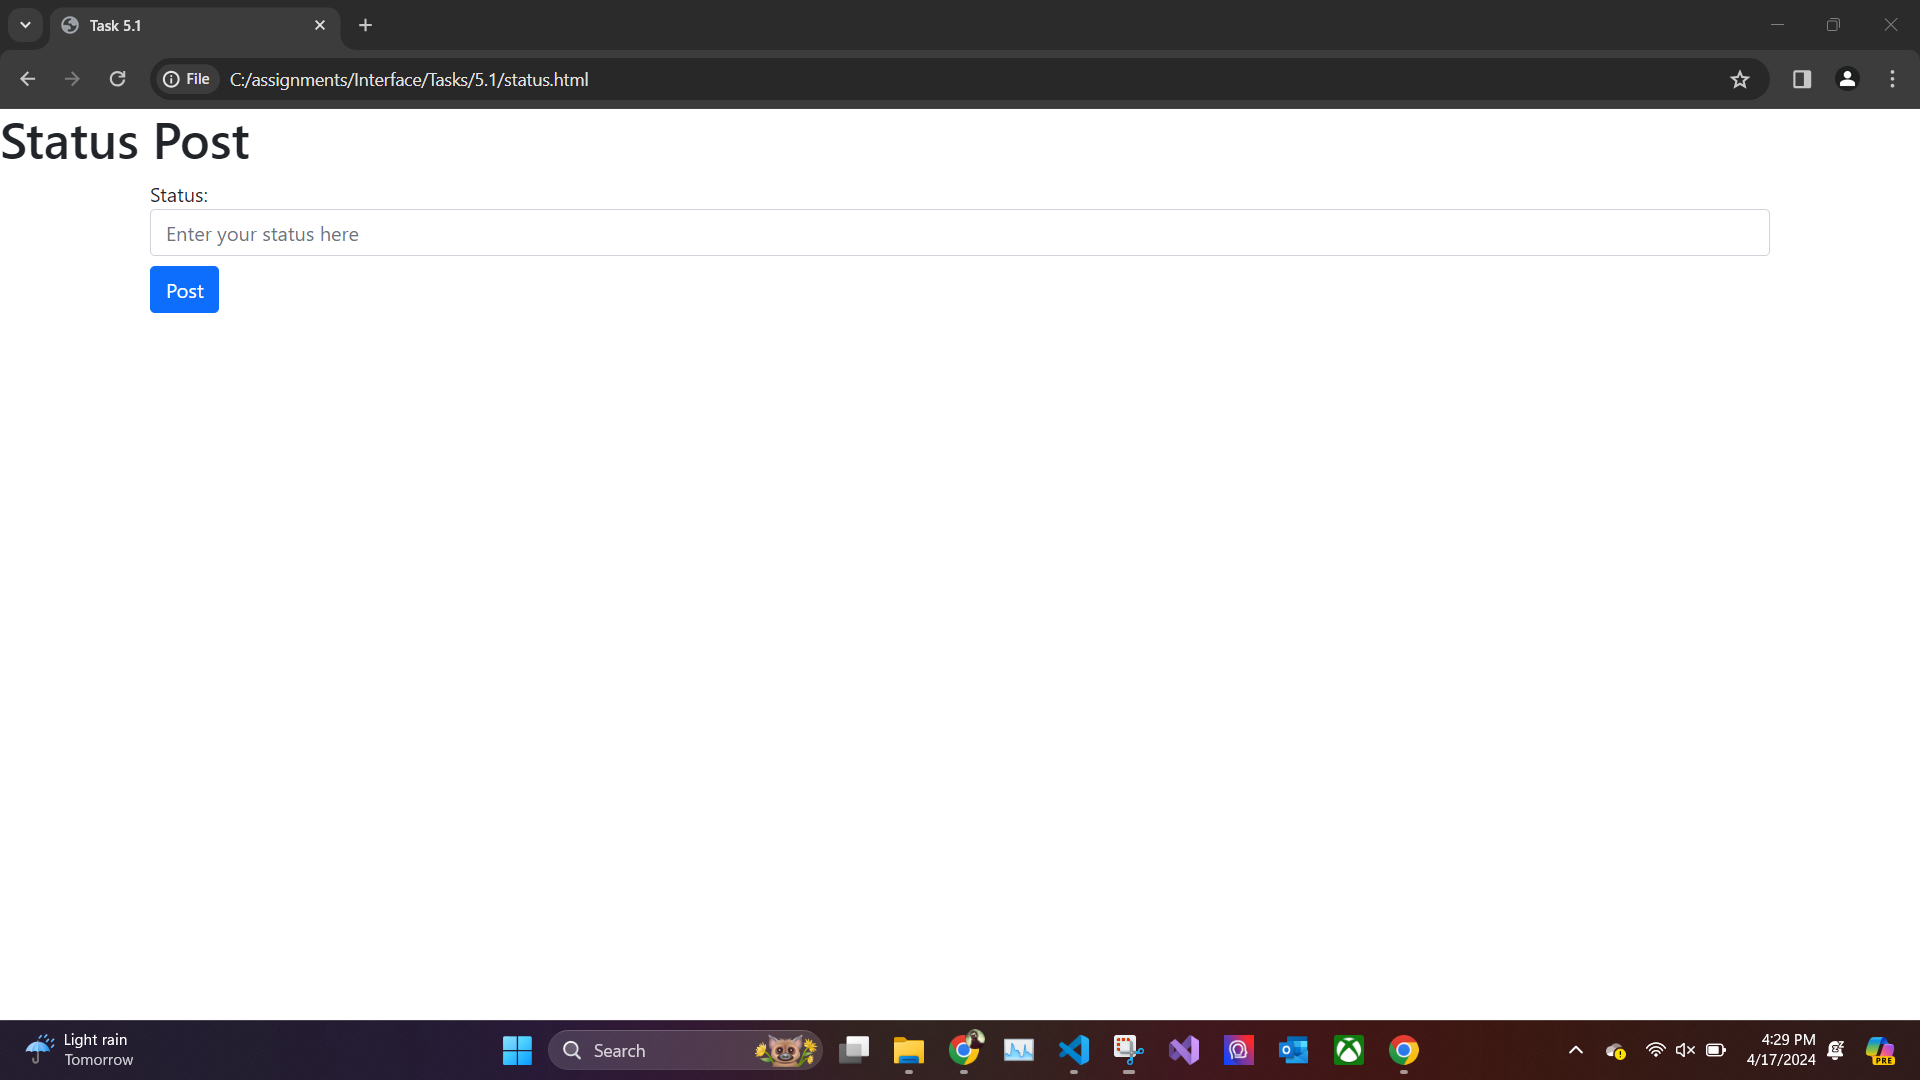 Task 5.1
File C:/assignments/Interface/Tasks/5.1/status.html
Status Post
Status:
Enter your status here
Post
Light rain
Tomorrow
Search
4:29 PM
4/17/2024
PRE